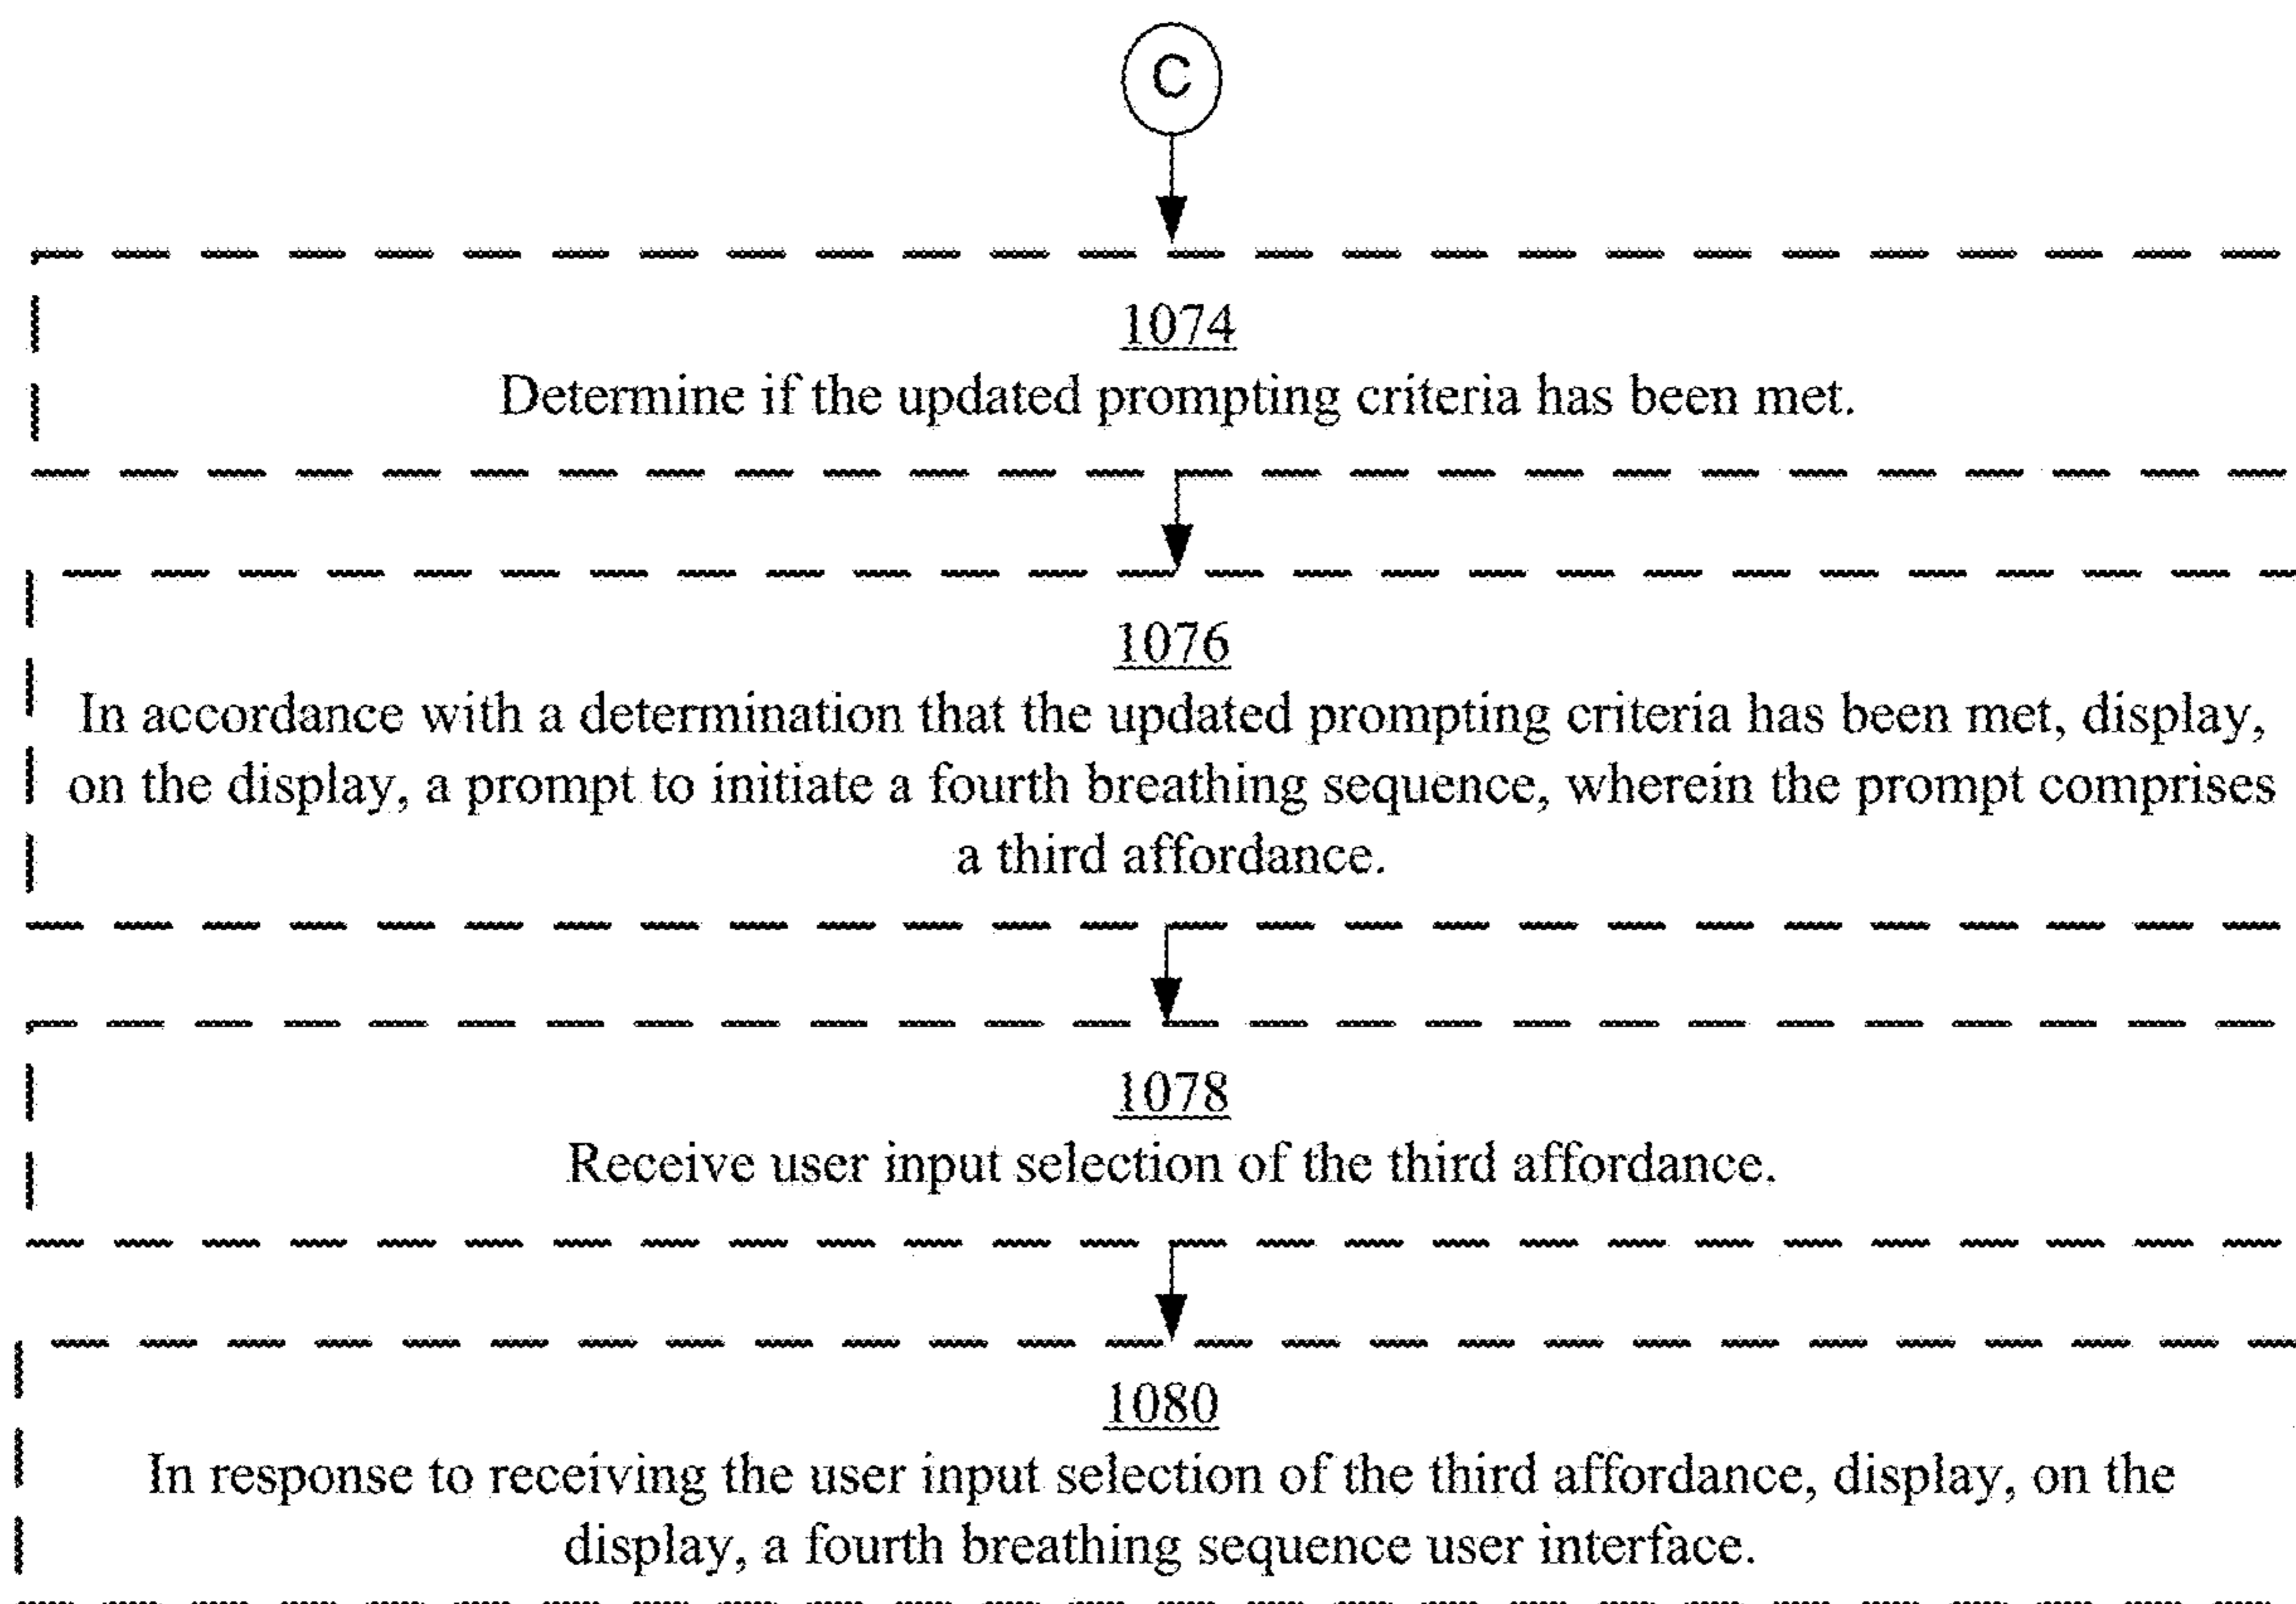 C
1074
Determine if the updated prompting criteria has been met.
1076
In accordance with a determination that the updated prompting criteria has been met, display,
on the display, a prompt to initiate a fourth breathing sequence, wherein the prompt comprises
a third affordance.
1078
Receive user input selection of the third affordance.
1080
In response to receiving the user input selection of the third affordance, display, on the
display, a fourth breathing sequence user interface.